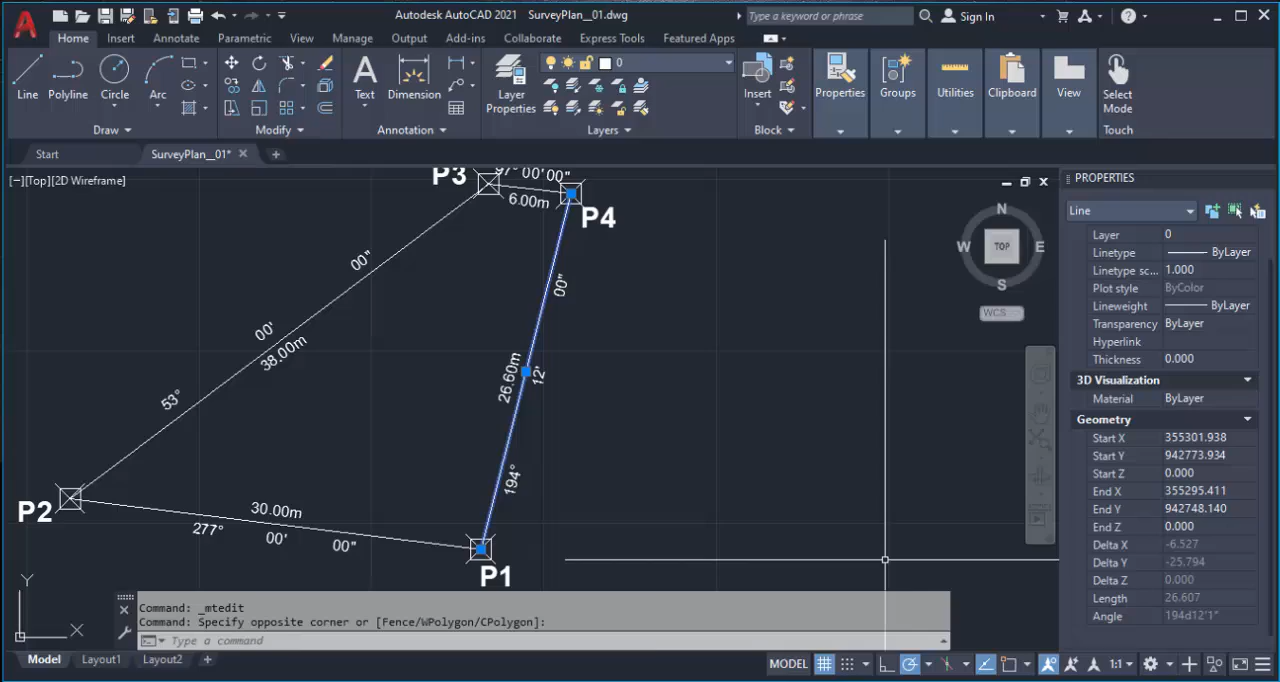 Autodesk AutoCAD 2021 SurveyPlan_01.dwg
Type a keyword or phrase
Sign In
Home Insert Annotate Parametric View Manage Output Add-ins Collaborate Express Tools Featured Apps
Line Polyline Circle Arc
Text Dimension
Layer Properties
0
Insert
Properties Groups Utilities Clipboard View
Select Mode
Draw Modify Annotation Layers Block Touch
Start SurveyPlan_01*
[−][Top][2D Wireframe]
P3
97° 00'00"
6.00m
P4
00"
00"
00'
38.00m
53°
26.60m
12'
194°
P2
30.00m
277° 00' 00"
P1
Y
X
N
W TOP E
S
WCS
PROPERTIES
Line
Layer 0
Linetype ByLayer
Linetype sc... 1.000
Plot style ByColor
Lineweight ByLayer
Transparency ByLayer
Hyperlink
Thickness 0.000
3D Visualization
Material ByLayer
Geometry
Start X 355301.938
Start Y 942773.934
Start Z 0.000
End X 355295.411
End Y 942748.140
End Z 0.000
Delta X -6.527
Delta Y -25.794
Delta Z 0.000
Length 26.607
Angle 194d12'1"
Command: _mtedit
Command: Specify opposite corner or [Fence/WPolygon/CPolygon]:
Type a command
Model Layout1 Layout2
MODEL
1:1